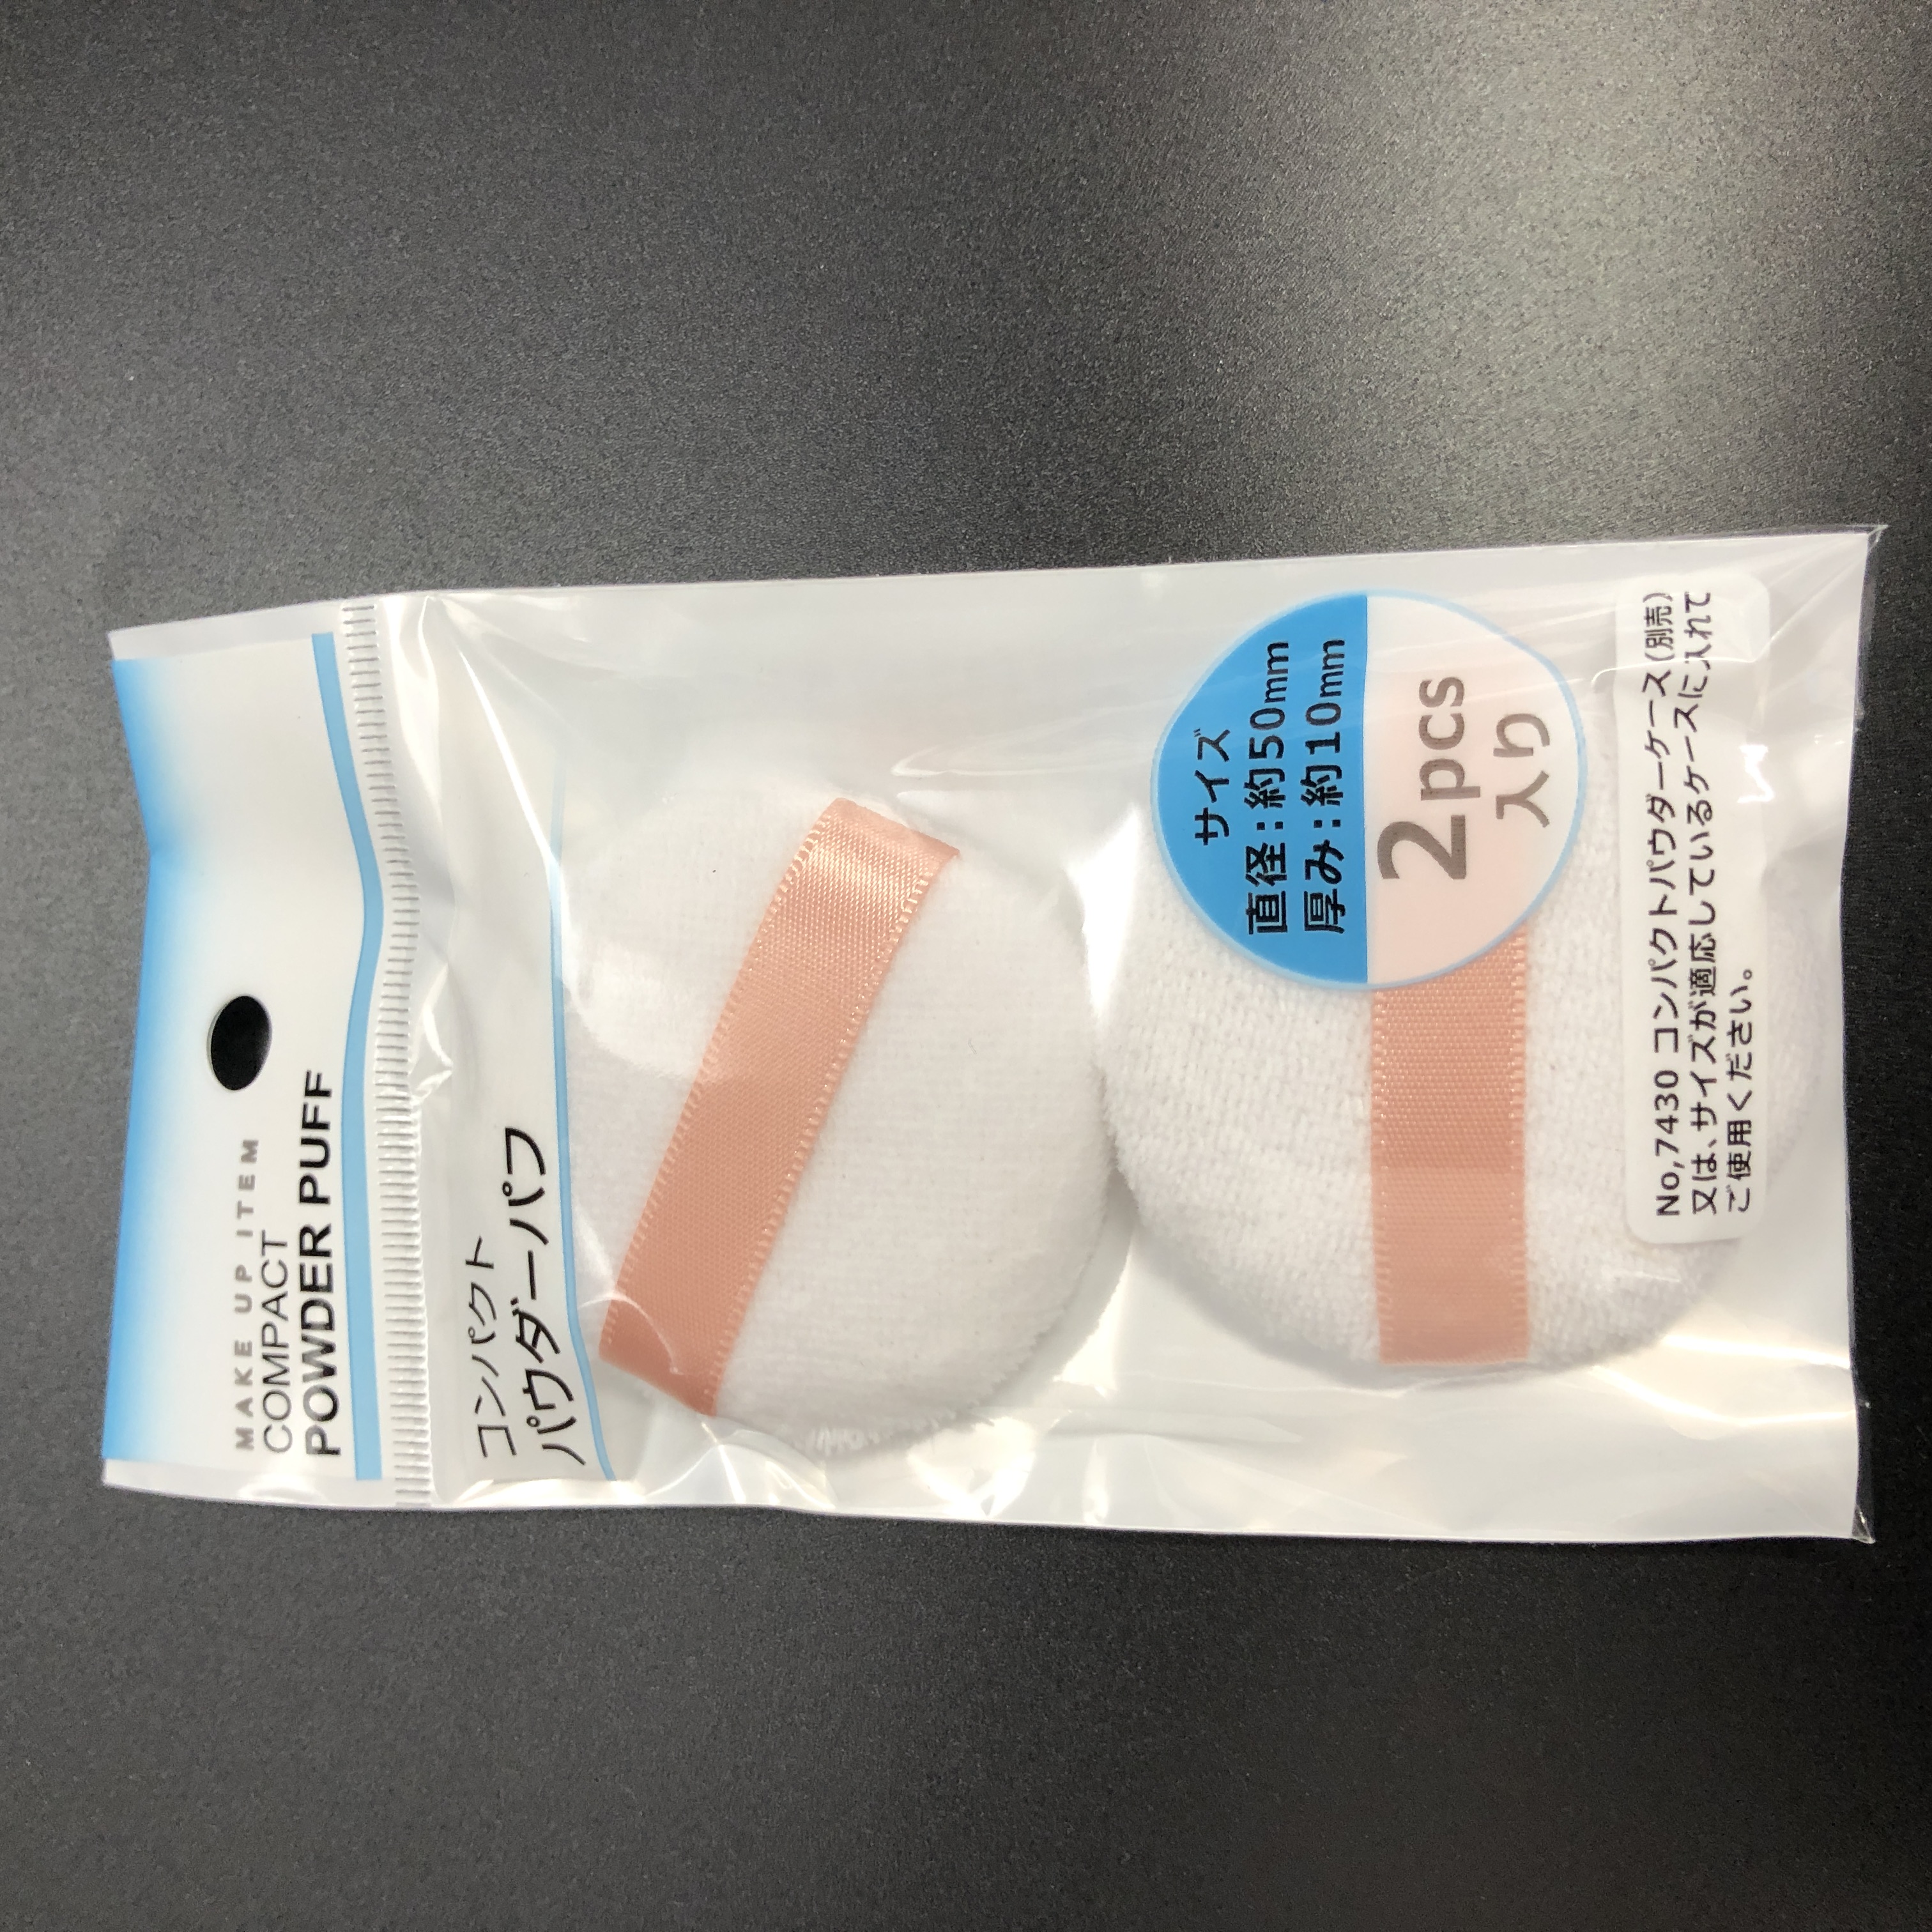 MAKE UP ITEM
COMPACT
POWDER PUFF
コンパクト
パウダーパフ
サイズ
直径:約50mm
厚み:約10mm
2pcs
入り
No,7430 コンパクトパウダーケース(別売)
又は、サイズが適応しているケースに入れて
ご使用ください。